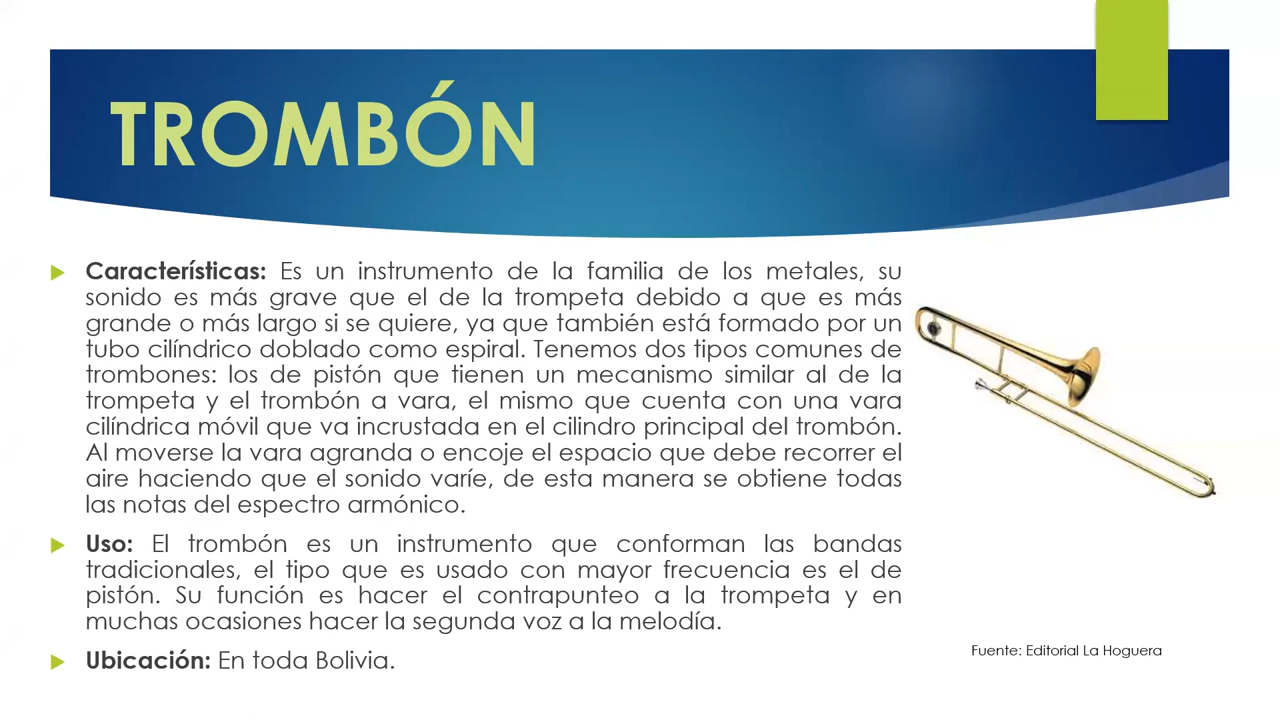 TROMBÓN
Características: Es un instrumento de la familia de los metales, su
sonido es más grave que el de la trompeta debido a que es más
grande o más largo si se quiere, ya que también está formado por un
tubo cilíndrico doblado como espiral. Tenemos dos tipos comunes de
trombones: los de pistón que tienen un mecanismo similar al de la
trompeta y el trombón a vara, el mismo que cuenta con una vara
cilíndrica móvil que va incrustada en el cilindro principal del trombón.
Al moverse la vara agranda o encoje el espacio que debe recorrer el
aire haciendo que el sonido varíe, de esta manera se obtiene todas
las notas del espectro armónico.
Uso: El trombón es un instrumento que conforman las bandas
tradicionales, el tipo que es usado con mayor frecuencia es el de
pistón. Su función es hacer el contrapunteo a la trompeta y en
muchas ocasiones hacer la segunda voz a la melodía.
Ubicación: En toda Bolivia.
Fuente: Editorial La Hoguera